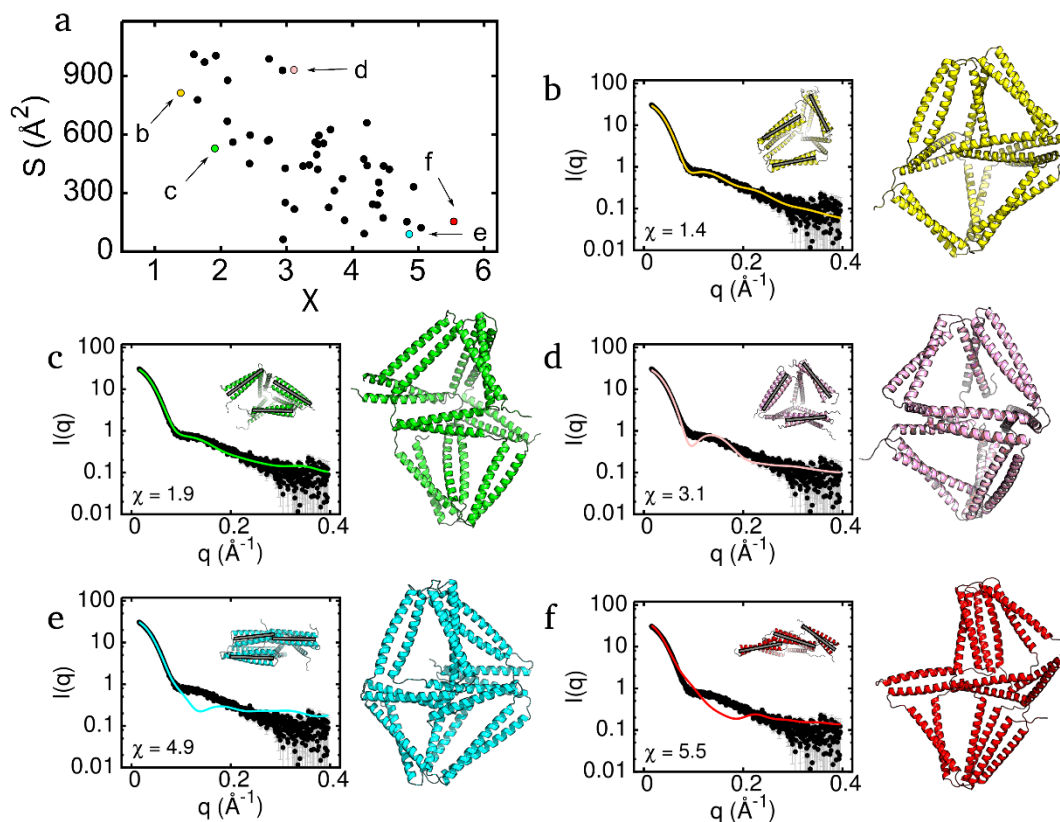 a
S (Å²)
900
600
300
0
1 2 3 4 5 6
X
b
c
d
e
f
b
I(q)
100
10
1
0.1
0.01
χ = 1.4
0 0.2 0.4
q (Å⁻¹)
c
I(q)
100
10
1
0.1
0.01
χ = 1.9
0 0.2 0.4
q (Å⁻¹)
d
I(q)
100
10
1
0.1
0.01
χ = 3.1
0 0.2 0.4
q (Å⁻¹)
e
I(q)
100
10
1
0.1
0.01
χ = 4.9
0 0.2 0.4
q (Å⁻¹)
f
I(q)
100
10
1
0.1
0.01
χ = 5.5
0 0.2 0.4
q (Å⁻¹)